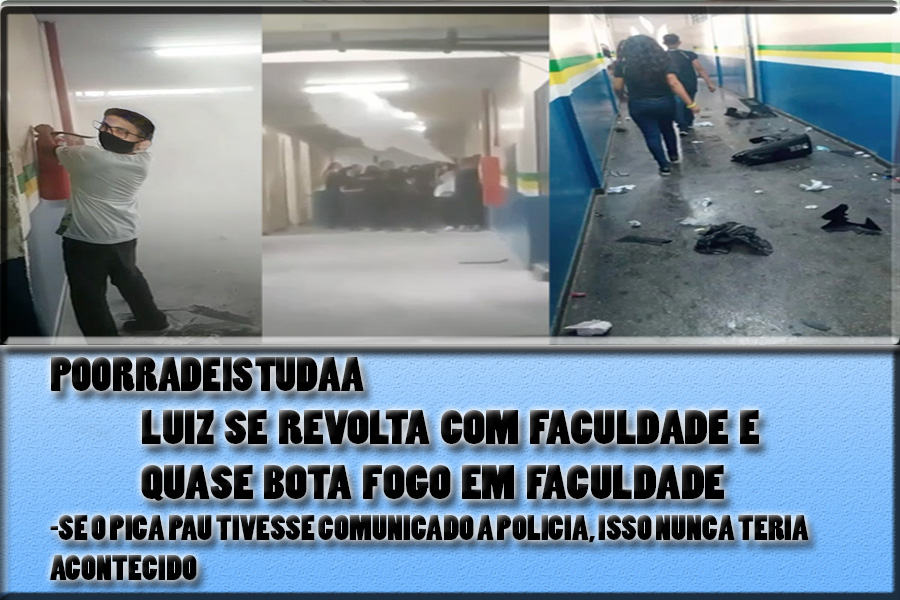 POORRADEISTUDAA
LUIZ SE REVOLTA COM FACULDADE E
QUASE BOTA FOGO EM FACULDADE
-SE O PICA PAU TIVESSE COMUNICADO A POLICIA, ISSO NUNCA TERIA
ACONTECIDO